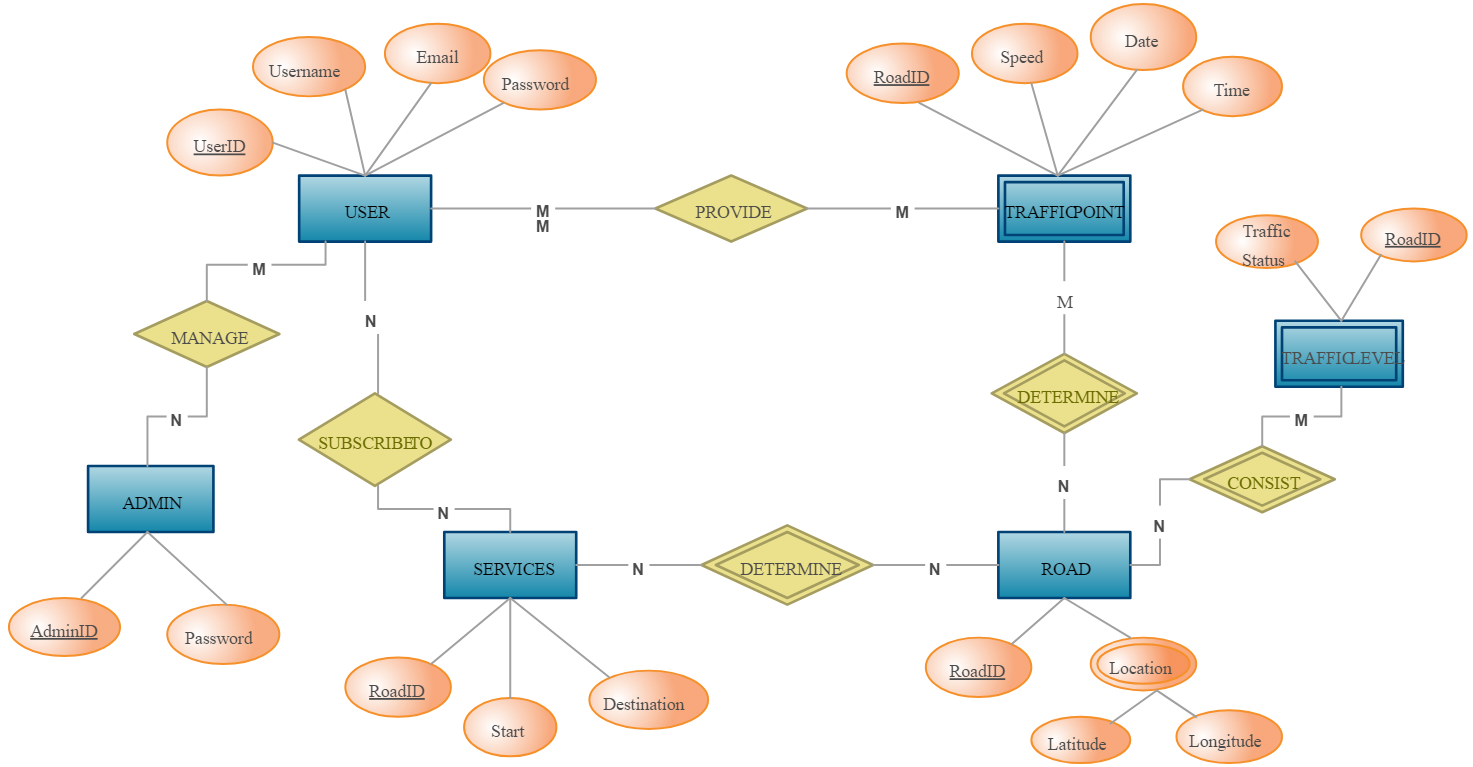 Email
Date
Username
Password
RoadID
Speed
Time
UserID
USER
M
M
PROVIDE
M
TRAFFICPOINT
Traffic
Status
RoadID
M
N
M
MANAGE
TRAFFICLEVEL
N
SUBSCRIBETO
DETERMINE
M
CONSIST
ADMIN
N
N
N
SERVICES
N
DETERMINE
N
ROAD
AdminID
Password
RoadID
Start
Destination
RoadID
Location
Latitude
Longitude